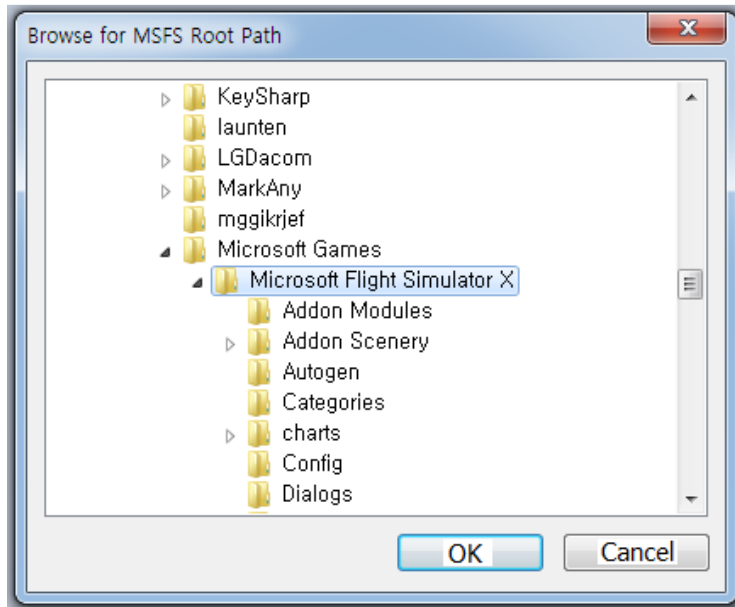 Browse for MSFS Root Path
KeySharp
launten
LGDacom
MarkAny
mggikrjef
Microsoft Games
Microsoft Flight Simulator X
Addon Modules
Addon Scenery
Autogen
Categories
charts
Config
Dialogs
OK
Cancel